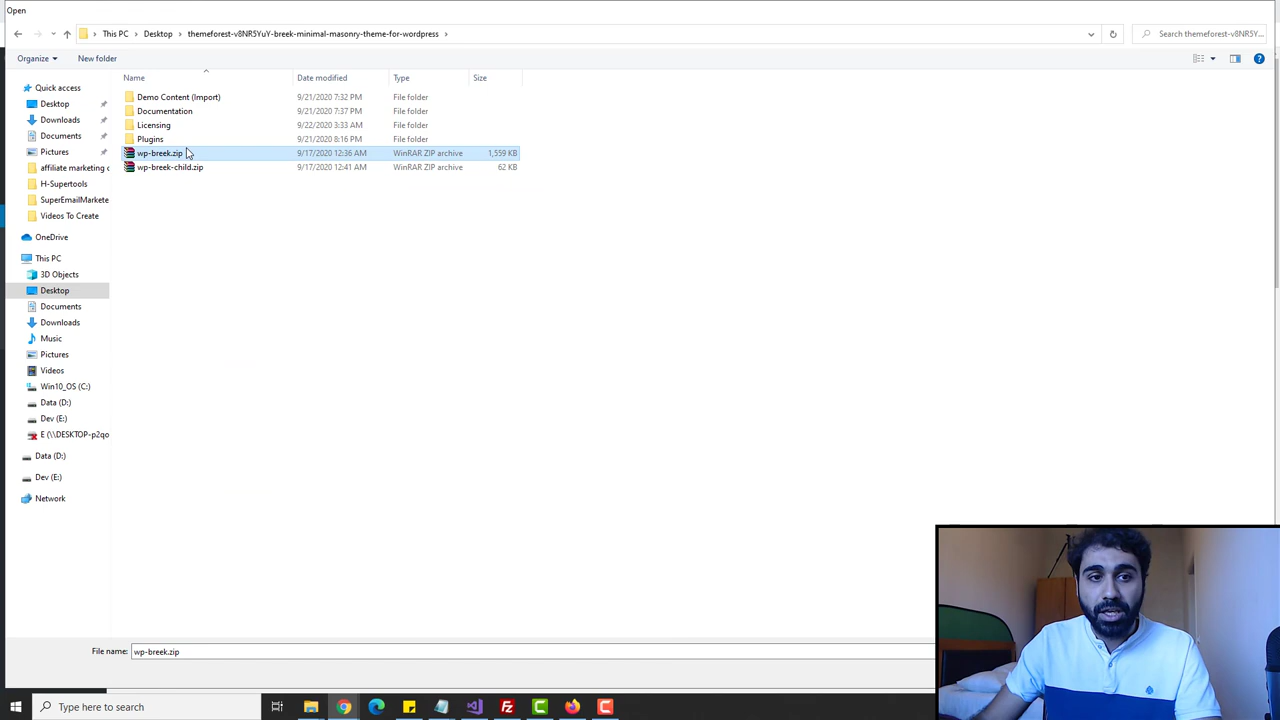 Open
This PC > Desktop > themeforest-v8NR5YuY-breek-minimal-masonry-theme-for-wordpress >
Search themeforest-v8NR5Y...
Organize
New folder
Name
Date modified
Type
Size
Quick access
Desktop
Downloads
Documents
Pictures
affiliate marketing c
H-Supertools
SuperEmailMarkete
Videos To Create
OneDrive
This PC
3D Objects
Desktop
Documents
Downloads
Music
Pictures
Videos
Win10_OS (C:)
Data (D:)
Dev (E:)
E (\\DESKTOP-p2qo
Data (D:)
Dev (E:)
Network
Demo Content (Import) 9/21/2020 7:32 PM File folder
Documentation 9/21/2020 7:37 PM File folder
Licensing 9/22/2020 3:33 AM File folder
Plugins 9/21/2020 8:16 PM File folder
wp-breek.zip 9/17/2020 12:36 AM WinRAR ZIP archive 1,559 KB
wp-breek-child.zip 9/17/2020 12:41 AM WinRAR ZIP archive 62 KB
File name: wp-breek.zip
Type here to search